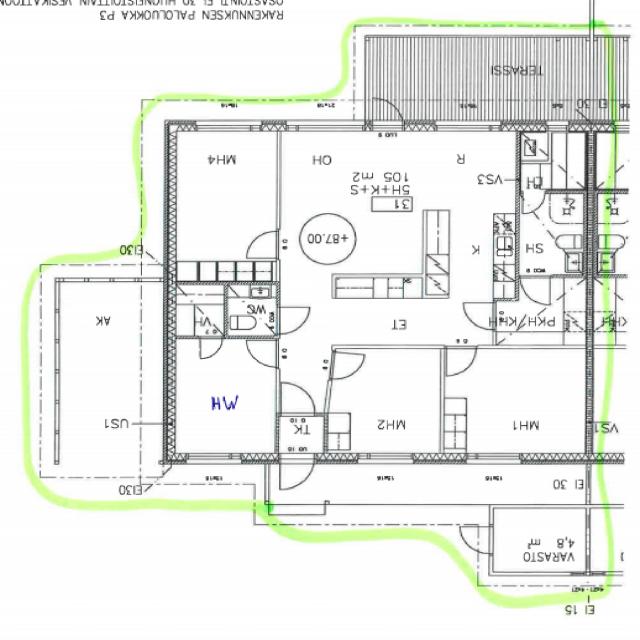 RAKENNUKSEN PALOLUOKKA P3
OSASTOINTI EI 30 HUONEISTOITTAIN VESIKATTOON
TERASSI
EI 30
MH4
OH
R
5H+K+S
105 m2
31
VS3
+87.00
K
SH
EI30
AK
WC
VH
ET
PKH/KHH
KHH
US1
MH
TK
MH2
MH1
VS1
EI30
EI 30
VARASTO
4,8 m²
EI 15